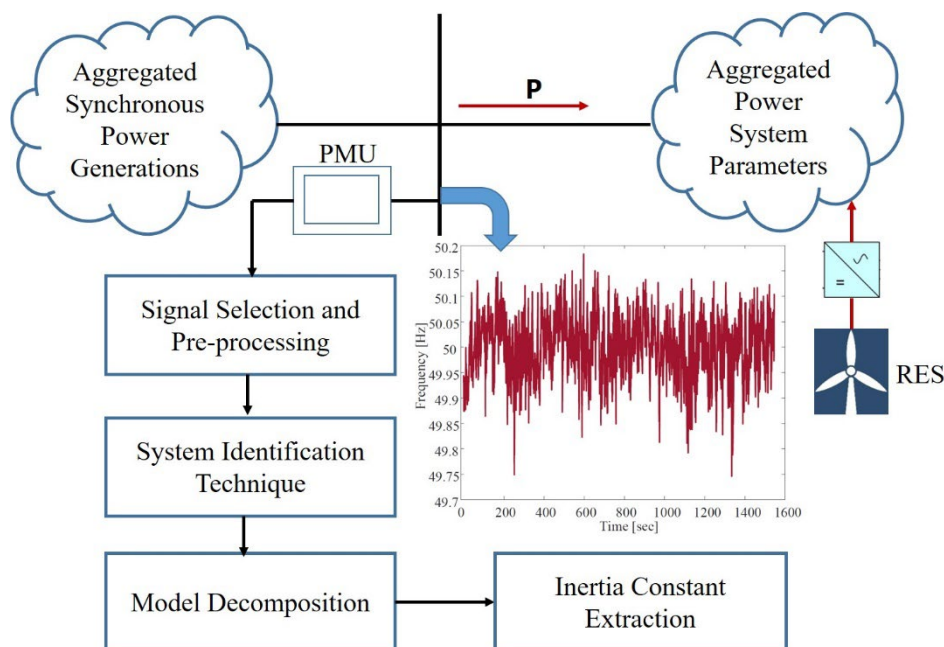 Aggregated
Synchronous
Power
Generations
P
Aggregated
Power
System
Parameters
PMU
Signal Selection and
Pre-processing
System Identification
Technique
Model Decomposition
Inertia Constant
Extraction
Frequency [Hz]
50.2
50.15
50.1
50.05
50
49.95
49.9
49.85
49.8
49.75
49.7
0 200 400 600 800 1000 1200 1400 1600
Time [sec]
=
RES